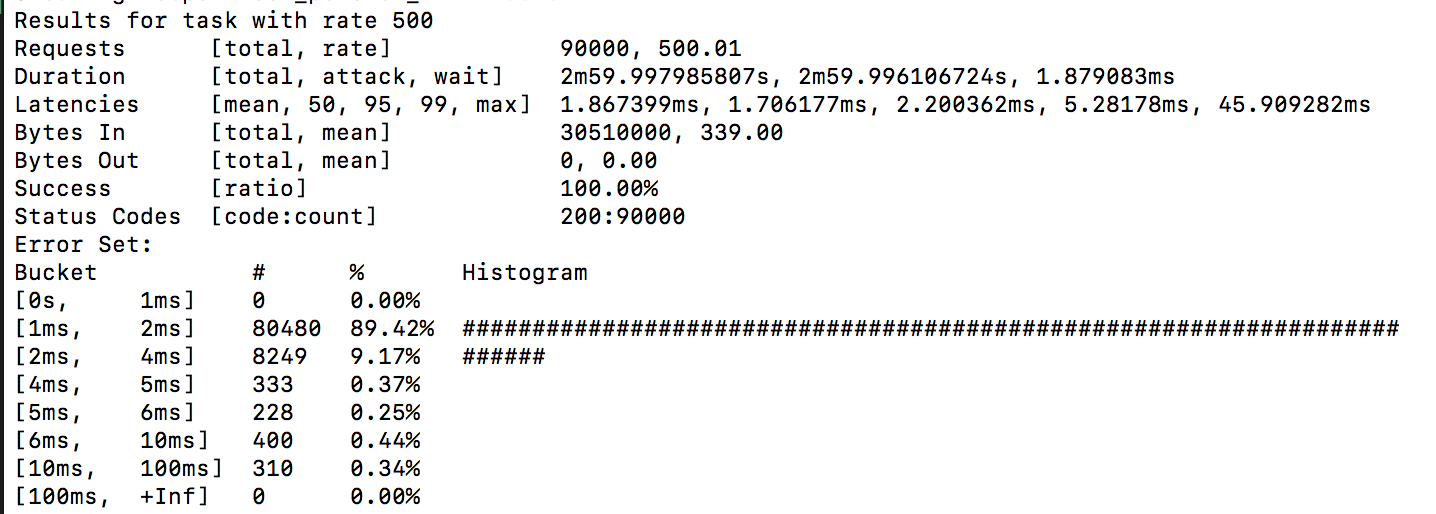 Results for task with rate 500
Requests      [total, rate]            90000, 500.01
Duration      [total, attack, wait]    2m59.997985807s, 2m59.996106724s, 1.879083ms
Latencies     [mean, 50, 95, 99, max]  1.867399ms, 1.706177ms, 2.200362ms, 5.28178ms, 45.909282ms
Bytes In      [total, mean]            30510000, 339.00
Bytes Out     [total, mean]            0, 0.00
Success       [ratio]                  100.00%
Status Codes  [code:count]             200:90000
Error Set:
Bucket           #      %       Histogram
[0s,     1ms]    0      0.00%
[1ms,    2ms]    80480  89.42%  ###################################################################
[2ms,    4ms]    8249   9.17%   ######
[4ms,    5ms]    333    0.37%
[5ms,    6ms]    228    0.25%
[6ms,    10ms]   400    0.44%
[10ms,   100ms]  310    0.34%
[100ms,  +Inf]   0      0.00%